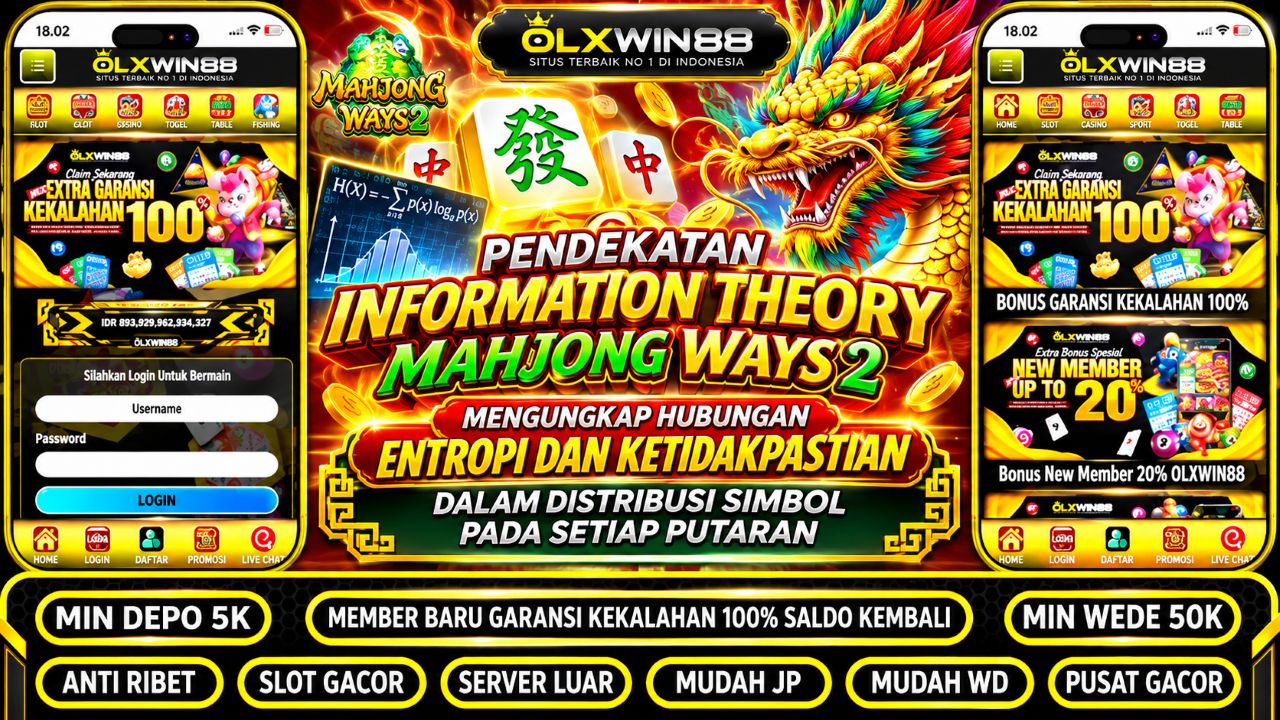 18.02
OLXWIN88
SITUS TERBAIK NO 1 DI INDONESIA
SLOT
TOGEL
TABLE
FISHING
OLXWIN88
Claim Sekarang
EXTRA GARANSI
KEKALAHAN 100%
IDR 893,929,962,934,327
OLXWIN88
Silahkan Login Untuk Bermain
Username
Password
LOGIN
HOME
LOGIN
DAFTAR
PROMOSI
LIVE CHAT
OLXWIN88
SITUS TERBAIK NO 1 DI INDONESIA
MAHJONG
WAYS2
中
發
中
H(X)=-∑ p(x) log₂ p(x)
PENDEKATAN
INFORMATION THEORY
MAHJONG WAYS 2
MENGUNGKAP HUBUNGAN
ENTROPI DAN KETIDAKPASTIAN
DALAM DISTRIBUSI SIMBOL
PADA SETIAP PUTARAN
18.02
OLXWIN88
SITUS TERBAIK NO 1 DI INDONESIA
HOME
SLOT
CASINO
SPORT
TOGEL
TABLE
OLXWIN88
Claim Sekarang
EXTRA GARANSI
KEKALAHAN 100%
BONUS GARANSI KEKALAHAN 100%
OLXWIN88
Extra Bonus Spesial
NEW MEMBER
UP TO 20%
Bonus New Member 20% OLXWIN88
OLXWIN88
HOME
LOGIN
DAFTAR
PROMOSI
LIVE CHAT
MIN DEPO 5K
MEMBER BARU GARANSI KEKALAHAN 100% SALDO KEMBALI
MIN WEDE 50K
ANTI RIBET
SLOT GACOR
SERVER LUAR
MUDAH JP
MUDAH WD
PUSAT GACOR